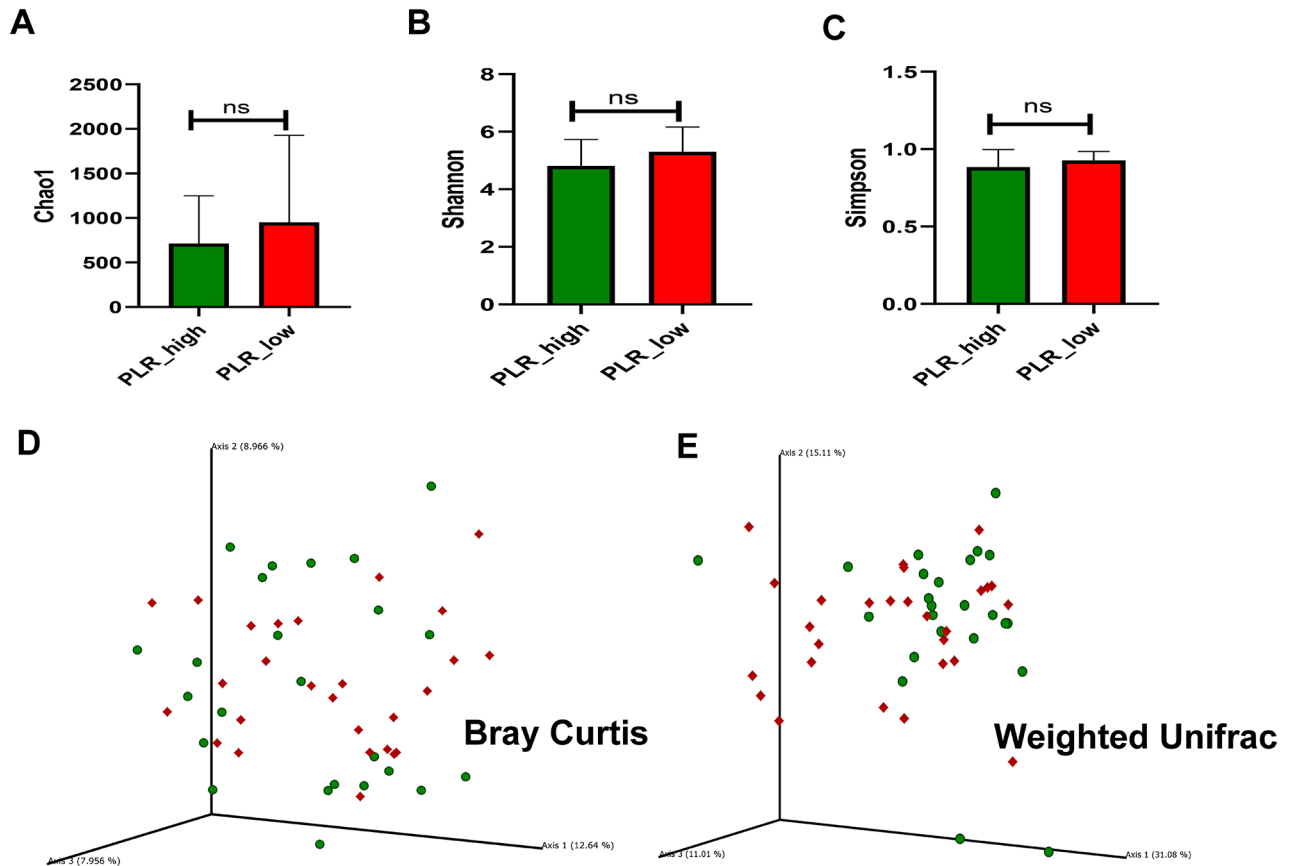 A
Chao1
2500
2000
1500
1000
500
0
ns
PLR_high
PLR_low
B
Shannon
8
6
4
2
0
ns
PLR_high
PLR_low
C
Simpson
1.5
1.0
0.5
0.0
ns
PLR_high
PLR_low
D
Axis 2 (8.966 %)
Bray Curtis
Axis 3 (7.956 %)
Axis 1 (12.64 %)
E
Axis 2 (15.11 %)
Weighted Unifrac
Axis 3 (11.01 %)
Axis 1 (31.08 %)